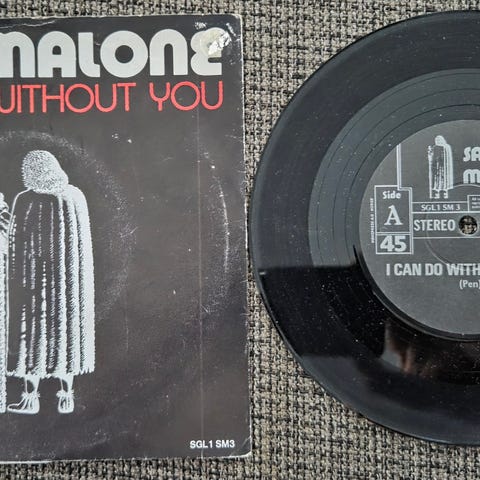 MALONE
WITHOUT YOU
SGL1 SM3
SA
M
Side
A
45
SGL1 SM 3
STEREO
I CAN DO WITH
(Pen)